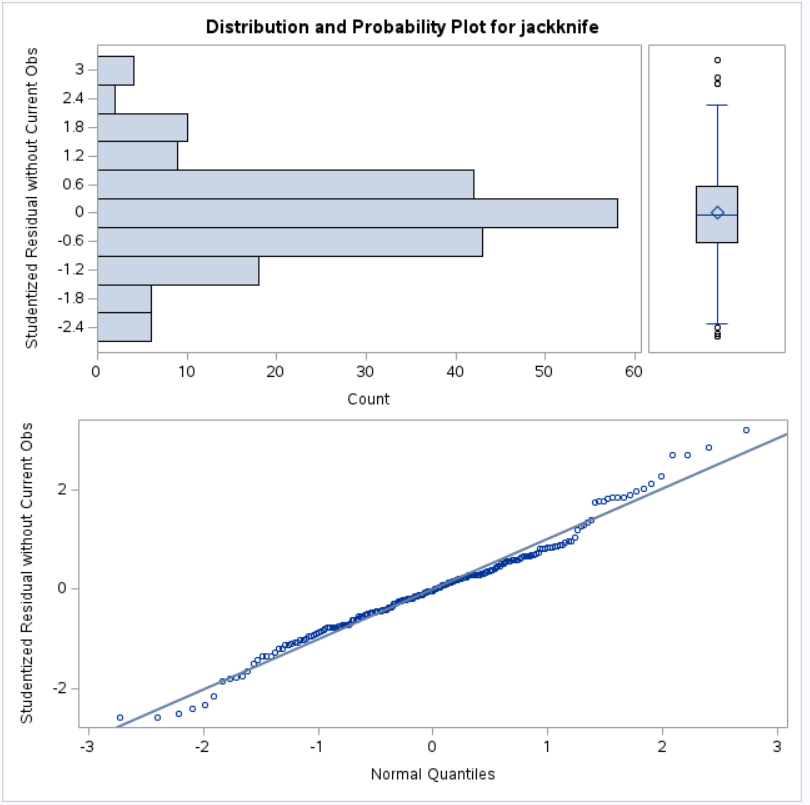 Distribution and Probability Plot for jackknife
Studentized Residual without Current Obs
3
2.4
1.8
1.2
0.6
0
-0.6
-1.2
-1.8
-2.4
0 10 20 30 40 50 60
Count
Studentized Residual without Current Obs
2
0
-2
-3 -2 -1 0 1 2 3
Normal Quantiles